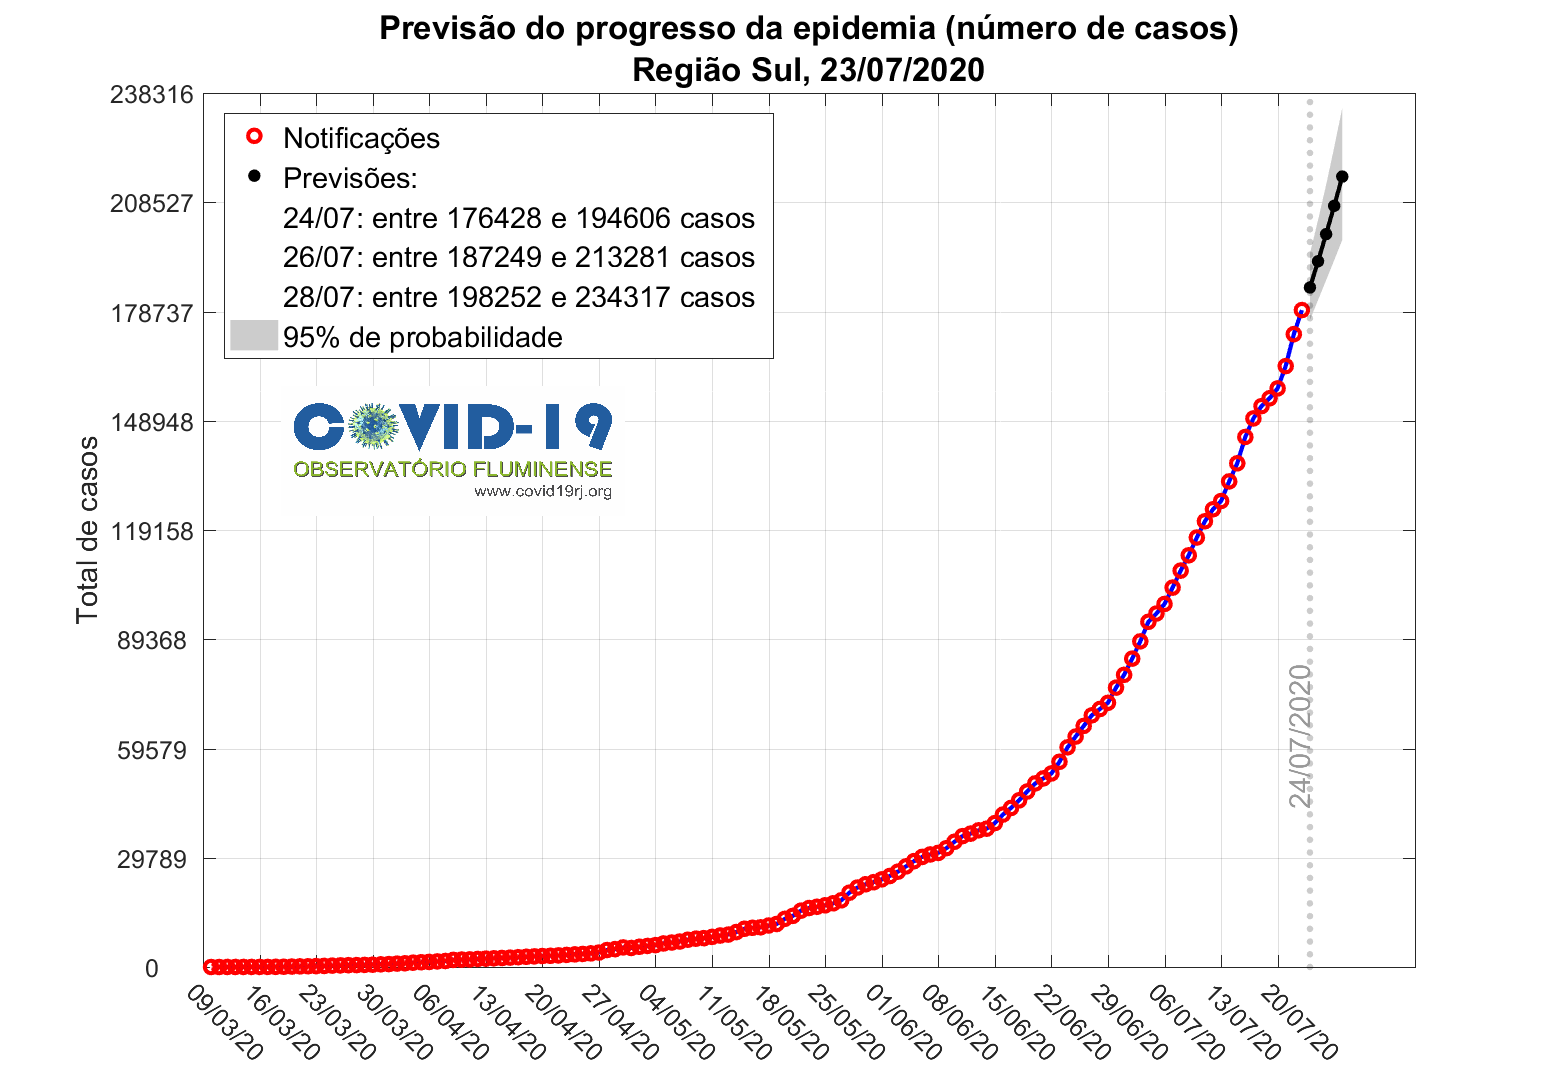 Previsão do progresso da epidemia (número de casos)
Região Sul, 23/07/2020
238316
208527
178737
148948
119158
89368
59579
29789
0
Total de casos
Notificações
Previsões:
24/07: entre 176428 e 194606 casos
26/07: entre 187249 e 213281 casos
28/07: entre 198252 e 234317 casos
95% de probabilidade
COVID-19
OBSERVATÓRIO FLUMINENSE
www.covid19rj.org
24/07/2020
09/03/20
16/03/20
23/03/20
30/03/20
06/04/20
13/04/20
20/04/20
27/04/20
04/05/20
11/05/20
18/05/20
25/05/20
01/06/20
08/06/20
15/06/20
22/06/20
29/06/20
06/07/20
13/07/20
20/07/20